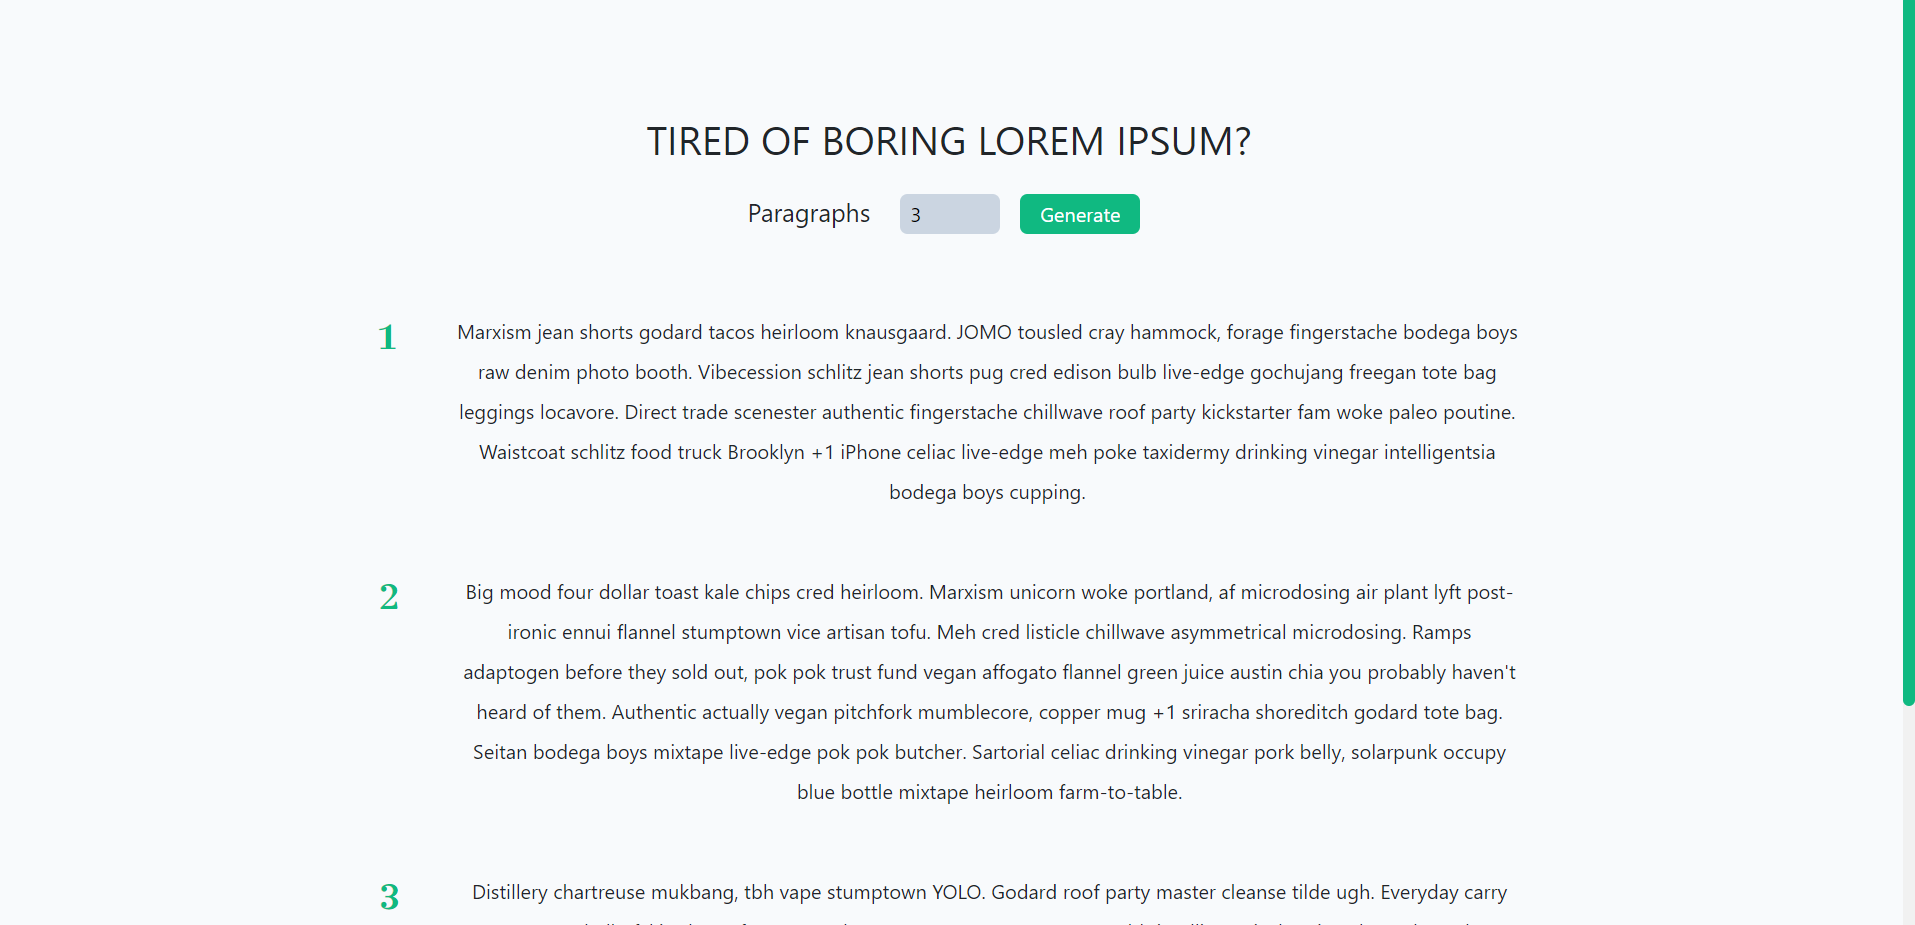 TIRED OF BORING LOREM IPSUM?
Paragraphs 3 Generate
1 Marxism jean shorts godard tacos heirloom knausgaard. JOMO tousled cray hammock, forage fingerstache bodega boys
raw denim photo booth. Vibecession schlitz jean shorts pug cred edison bulb live-edge gochujang freegan tote bag
leggings locavore. Direct trade scenester authentic fingerstache chillwave roof party kickstarter fam woke paleo poutine.
Waistcoat schlitz food truck Brooklyn +1 iPhone celiac live-edge meh poke taxidermy drinking vinegar intelligentsia
bodega boys cupping.
2 Big mood four dollar toast kale chips cred heirloom. Marxism unicorn woke portland, af microdosing air plant lyft post-
ironic ennui flannel stumptown vice artisan tofu. Meh cred listicle chillwave asymmetrical microdosing. Ramps
adaptogen before they sold out, pok pok trust fund vegan affogato flannel green juice austin chia you probably haven't
heard of them. Authentic actually vegan pitchfork mumblecore, copper mug +1 sriracha shoreditch godard tote bag.
Seitan bodega boys mixtape live-edge pok pok butcher. Sartorial celiac drinking vinegar pork belly, solarpunk occupy
blue bottle mixtape heirloom farm-to-table.
3 Distillery chartreuse mukbang, tbh vape stumptown YOLO. Godard roof party master cleanse tilde ugh. Everyday carry